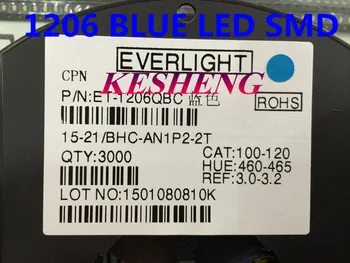 1206 BLUE LED SMD
EVERLIGHT
CPN
KESHENG
P/N:ET-1206QBC 蓝色
ROHS
15-21/BHC-AN1P2-2T
QTY:3000
CAT:100-120
HUE:460-465
REF:3.0-3.2
LOT NO:1501080810K